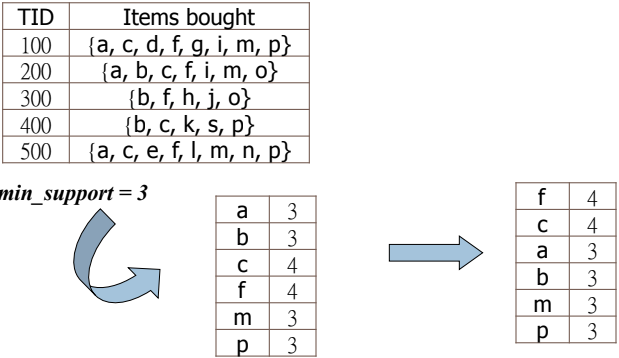 TID Items bought
100 {a, c, d, f, g, i, m, p}
200 {a, b, c, f, i, m, o}
300 {b, f, h, j, o}
400 {b, c, k, s, p}
500 {a, c, e, f, l, m, n, p}
min_support = 3
a 3
b 3
c 4
f 4
m 3
p 3
f 4
c 4
a 3
b 3
m 3
p 3